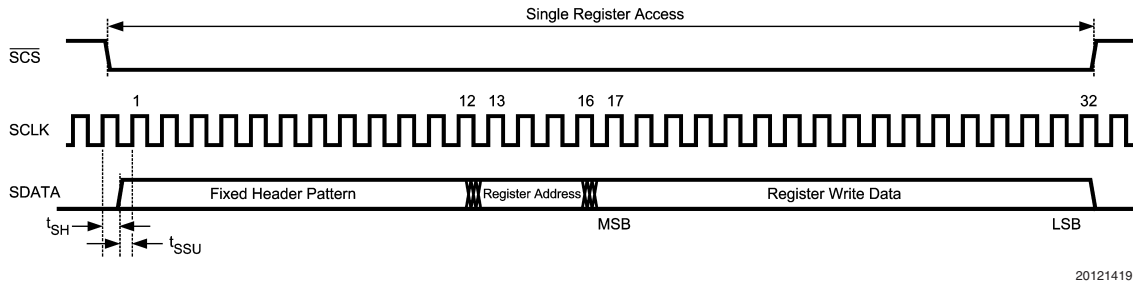 Single Register Access
SCS
1 12 13 16 17 32
SCLK
SDATA Fixed Header Pattern Register Address Register Write Data
tSH MSB LSB
tSSU
20121419